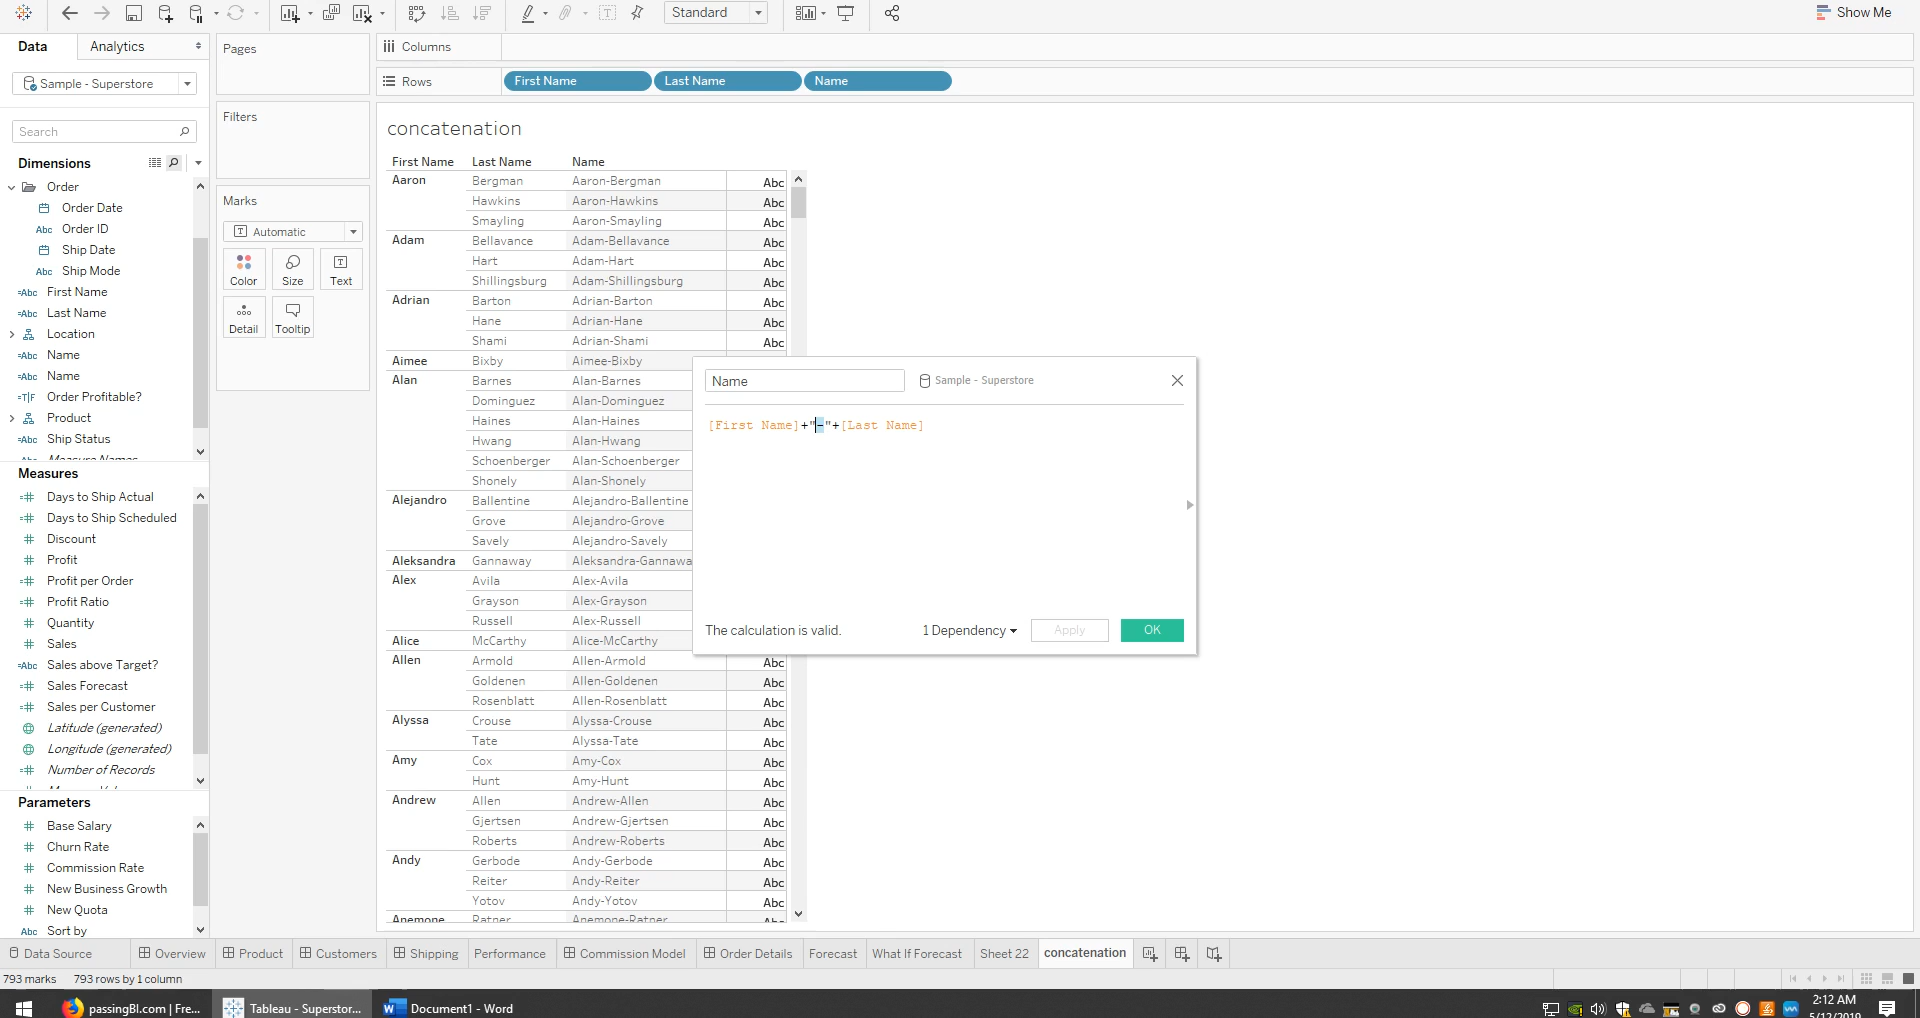 Standard
Show Me
Data
Analytics
Pages
Columns
Sample - Superstore
Rows
First Name
Last Name
Name
Filters
Search
concatenation
Dimensions
First Name Last Name Name
Order
Order Date
Order ID
Ship Date
Ship Mode
First Name
Last Name
Location
Name
Name
Order Profitable?
Product
Ship Status
Measure Names
Marks
Automatic
Color
Size
Text
Detail
Tooltip
Aaron Bergman Aaron-Bergman Abc
Hawkins Aaron-Hawkins Abc
Smayling Aaron-Smayling Abc
Adam Bellavance Adam-Bellavance Abc
Hart Adam-Hart Abc
Shillingsburg Adam-Shillingsburg Abc
Adrian Barton Adrian-Barton Abc
Hane Adrian-Hane Abc
Shami Adrian-Shami Abc
Aimee Bixby Aimee-Bixby
Alan Barnes Alan-Barnes
Dominguez Alan-Dominguez
Haines Alan-Haines
Hwang Alan-Hwang
Schoenberger Alan-Schoenberger
Shonely Alan-Shonely
Alejandro Ballentine Alejandro-Ballentine
Grove Alejandro-Grove
Savely Alejandro-Savely
Aleksandra Gannaway Aleksandra-Gannawa
Alex Avila Alex-Avila
Grayson Alex-Grayson
Russell Alex-Russell
Alice McCarthy Alice-McCarthy
Allen Armold Allen-Armold Abc
Goldenen Allen-Goldenen Abc
Rosenblatt Allen-Rosenblatt Abc
Alyssa Crouse Alyssa-Crouse Abc
Tate Alyssa-Tate Abc
Amy Cox Amy-Cox Abc
Hunt Amy-Hunt Abc
Andrew Allen Andrew-Allen Abc
Gjertsen Andrew-Gjertsen Abc
Roberts Andrew-Roberts Abc
Andy Gerbode Andy-Gerbode Abc
Reiter Andy-Reiter Abc
Yotov Andy-Yotov Abc
Anemone Ratner Anemone-Ratner Abc
Name
Sample - Superstore
[First Name]+"-"+[Last Name]
The calculation is valid.
1 Dependency
Apply
OK
Measures
Days to Ship Actual
Days to Ship Scheduled
Discount
Profit
Profit per Order
Profit Ratio
Quantity
Sales
Sales above Target?
Sales Forecast
Sales per Customer
Latitude (generated)
Longitude (generated)
Number of Records
Parameters
Base Salary
Churn Rate
Commission Rate
New Business Growth
New Quota
Sort by
Data Source
Overview
Product
Customers
Shipping
Performance
Commission Model
Order Details
Forecast
What If Forecast
Sheet 22
concatenation
793 marks 793 rows by 1 column
passingBI.com | Fre...
Tableau - Superstor...
Document1 - Word
2:12 AM
5/12/2019